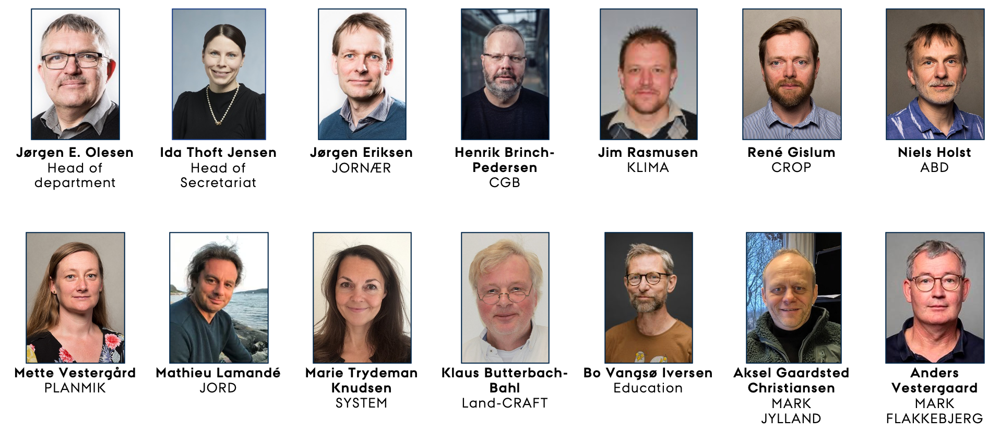 Jørgen E. Olesen
Head of
department
Ida Thoft Jensen
Head of
Secretariat
Jørgen Eriksen
JORNÆR
Henrik Brinch-
Pedersen
CGB
Jim Rasmusen
KLIMA
René Gislum
CROP
Niels Holst
ABD
Mette Vestergård
PLANMIK
Mathieu Lamandé
JORD
Marie Trydeman
Knudsen
SYSTEM
Klaus Butterbach-
Bahl
Land-CRAFT
Bo Vangsø Iversen
Education
Aksel Gaardsted
Christiansen
MARK
JYLLAND
Anders
Vestergaard
MARK
FLAKKEBJERG